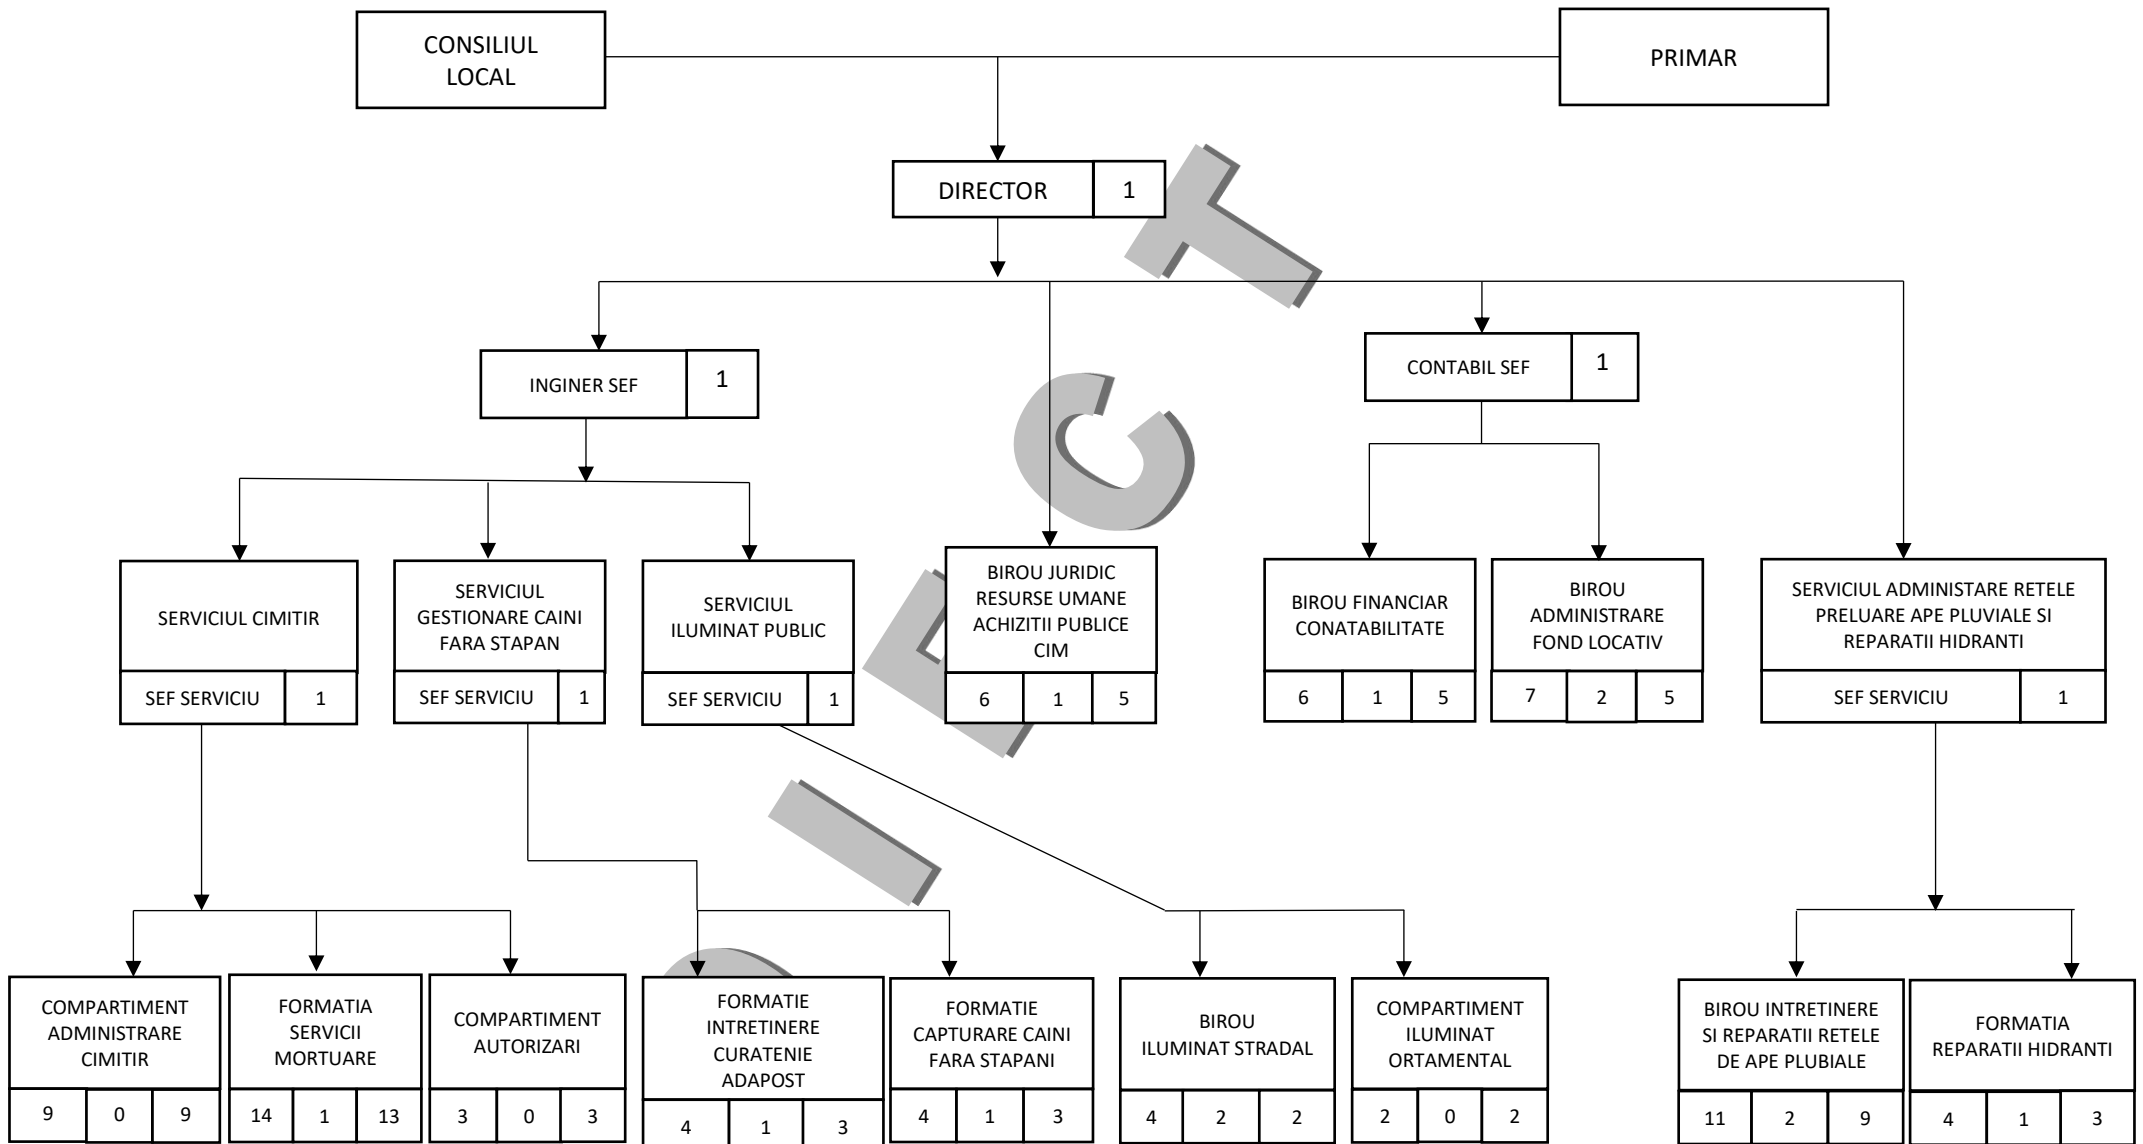 CONSILIUL
LOCAL
PRIMAR
DIRECTOR 1
INGINER SEF 1
CONTABIL SEF 1
SERVICIUL CIMITIR
SEF SERVICIU 1
SERVICIUL
GESTIONARE CAINI
FARA STAPAN
SEF SERVICIU 1
SERVICIUL
ILUMINAT PUBLIC
SEF SERVICIU 1
BIROU JURIDIC
RESURSE UMANE
ACHIZITII PUBLICE
CIM
6 1 5
BIROU FINANCIAR
CONATABILITATE
6 1 5
BIROU
ADMINISTRARE
FOND LOCATIV
7 2 5
SERVICIUL ADMINISTARE RETELE
PRELUARE APE PLUVIALE SI
REPARATII HIDRANTI
SEF SERVICIU 1
COMPARTIMENT
ADMINISTRARE
CIMITIR
9 0 9
FORMATIA
SERVICII
MORTUARE
14 1 13
COMPARTIMENT
AUTORIZARI
3 0 3
FORMATIE
INTRETINERE
CURATENIE
ADAPOST
4 1 3
FORMATIE
CAPTURARE CAINI
FARA STAPANI
4 1 3
BIROU
ILUMINAT STRADAL
4 2 2
COMPARTIMENT
ILUMINAT
ORTAMENTAL
2 0 2
BIROU INTRETINERE
SI REPARATII RETELE
DE APE PLUBIALE
11 2 9
FORMATIA
REPARATII HIDRANTI
4 1 3